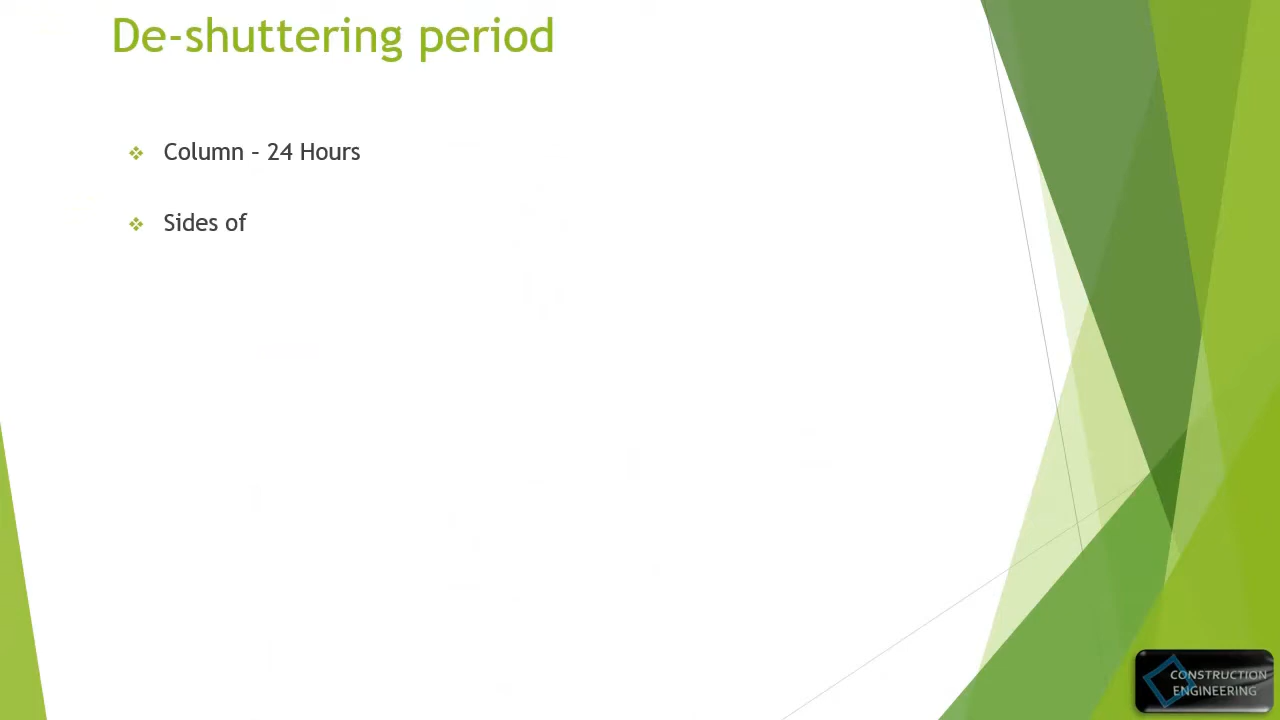 De-shuttering period
Column – 24 Hours
Sides of
CONSTRUCTION
ENGINEERING